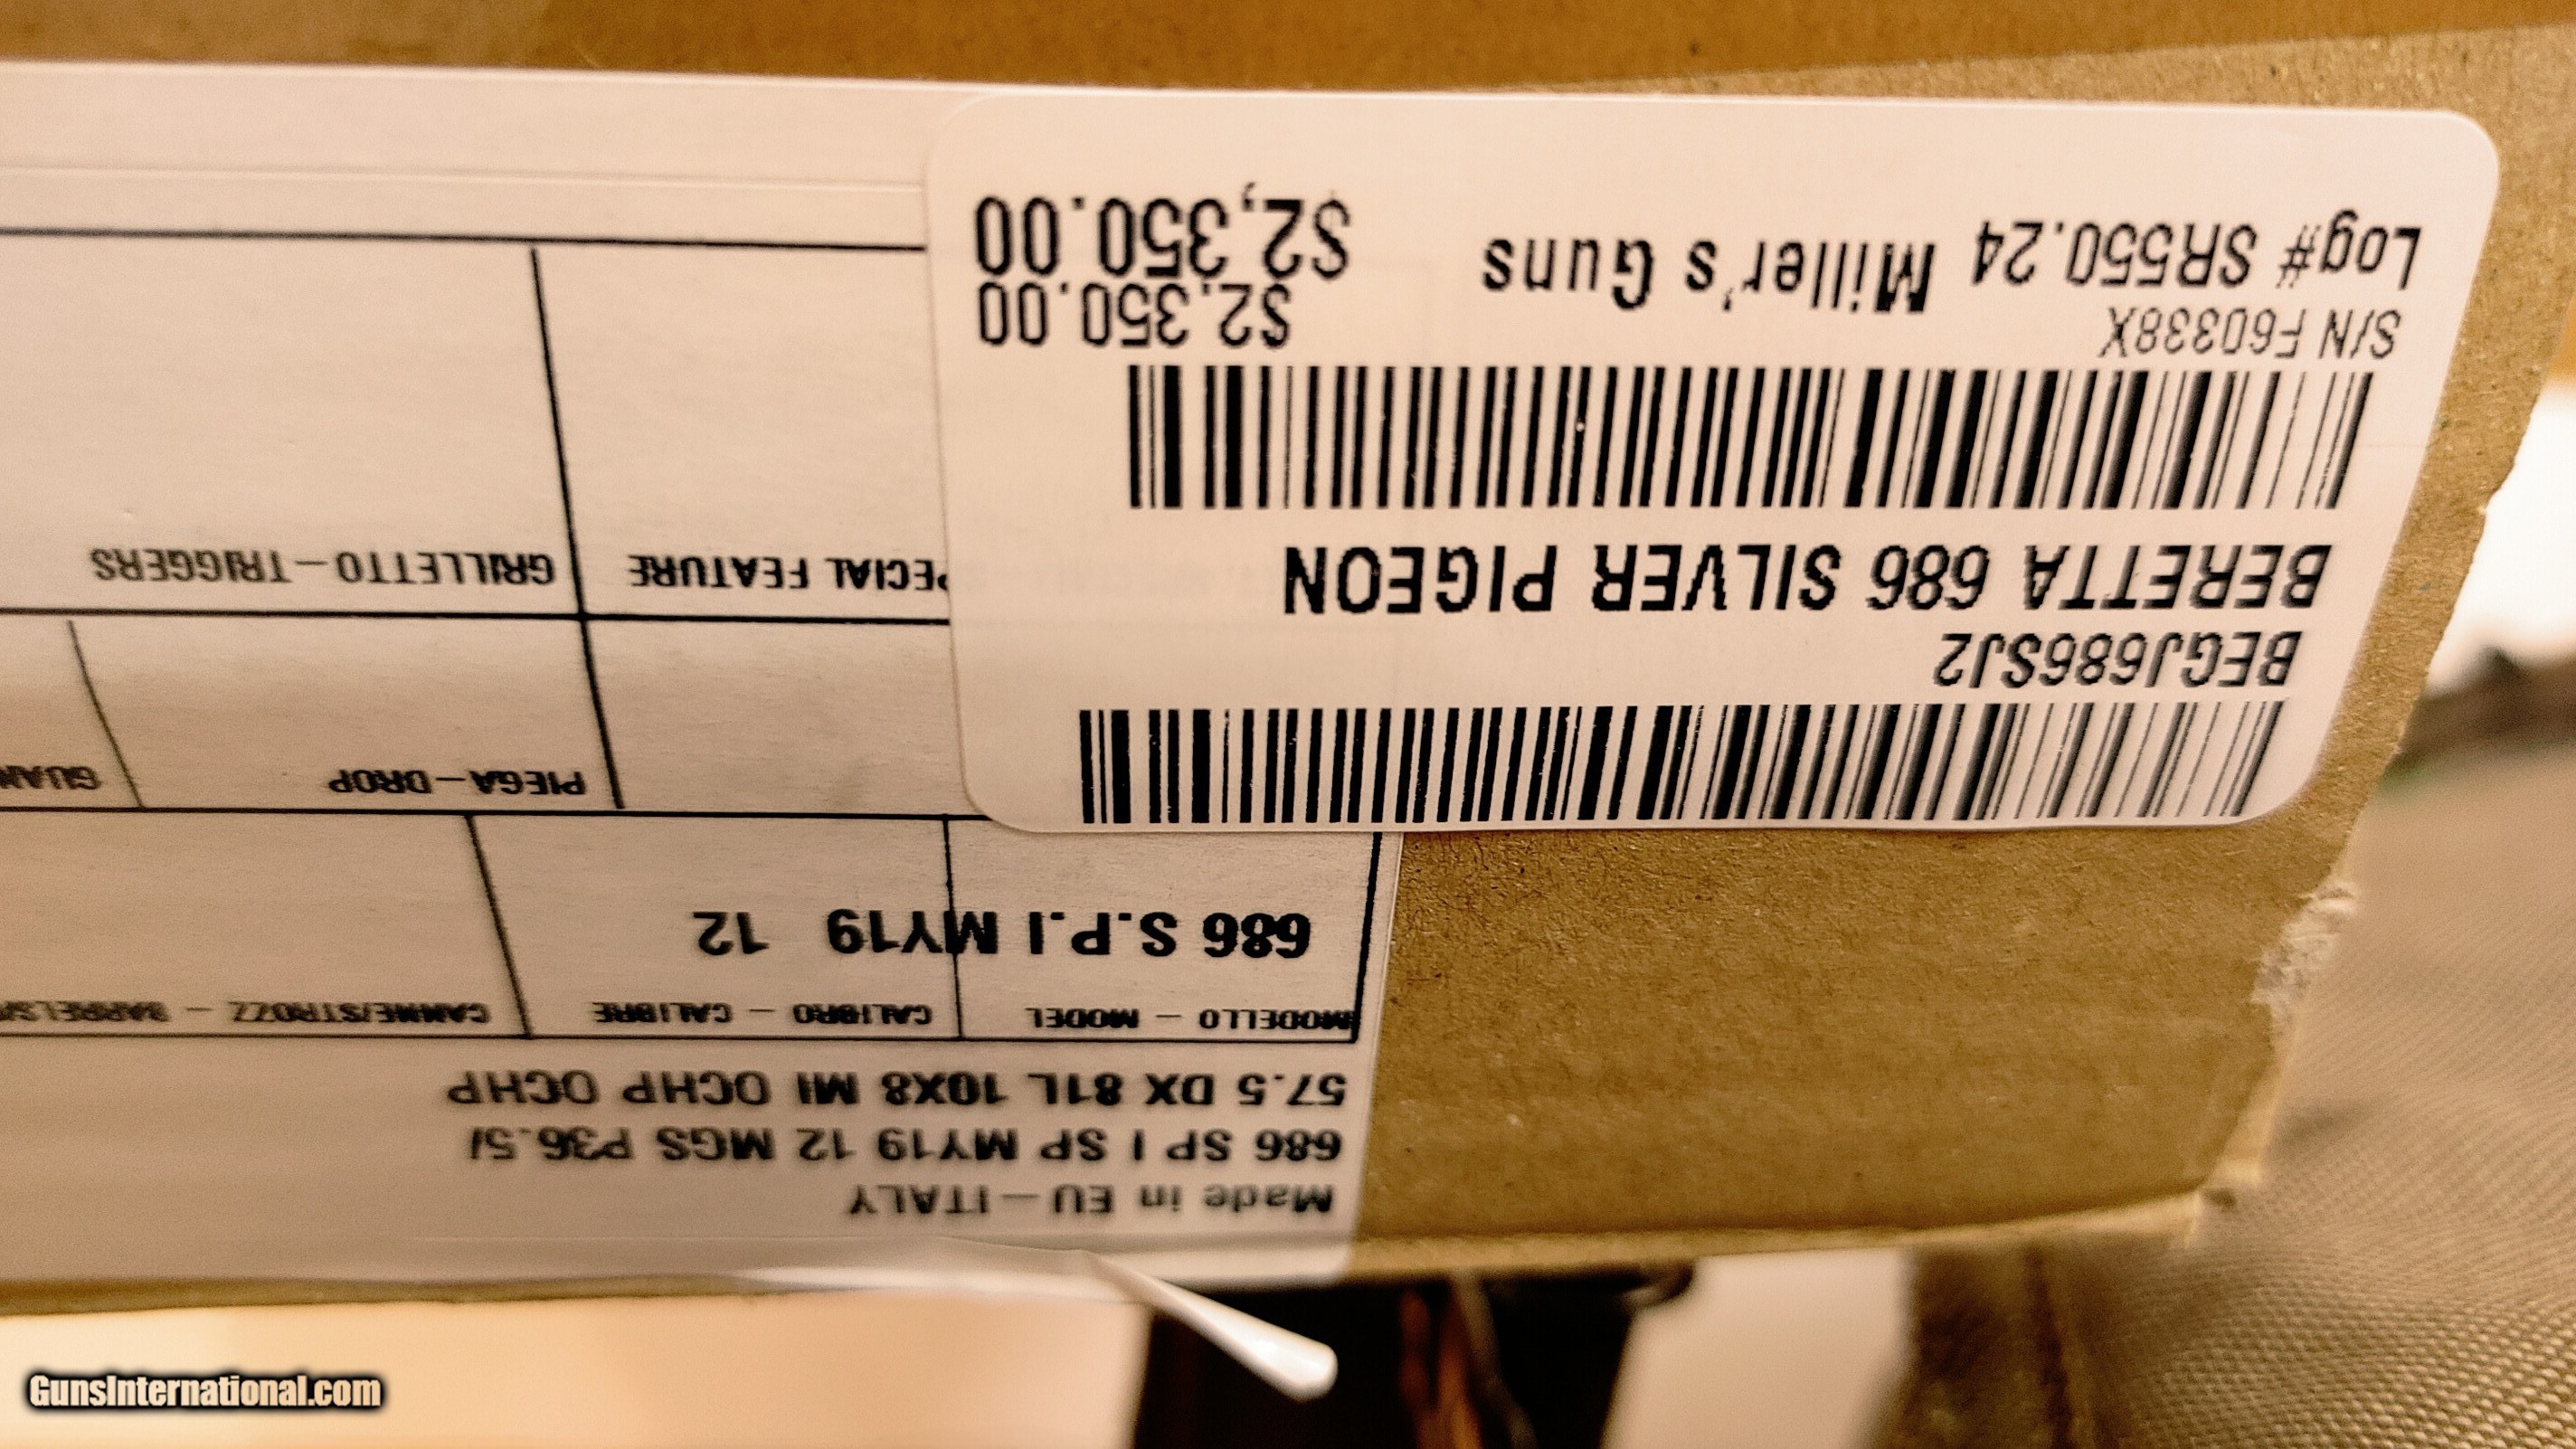 BEGJ686SJ2
BERETTA 686 SILVER PIGEON
S/N F60338X
$2,350.00
Log# SR550.24 Miller's Guns
$2,350.00
Made in EU - ITALY
686 SP I SP MY19 12 MGS P36.5/
57.5 DX 81L 10X8 MI OCHP OCHP
MODELLO - MODEL
CALIBRO - CALIBRE
CANNE/STROZZ - BARRELS/
686 S.P.I MY19 12
PIEGA-DROP
ECIAL FEATURE
GRILLETTO-TRIGGERS
GunsInternational.com